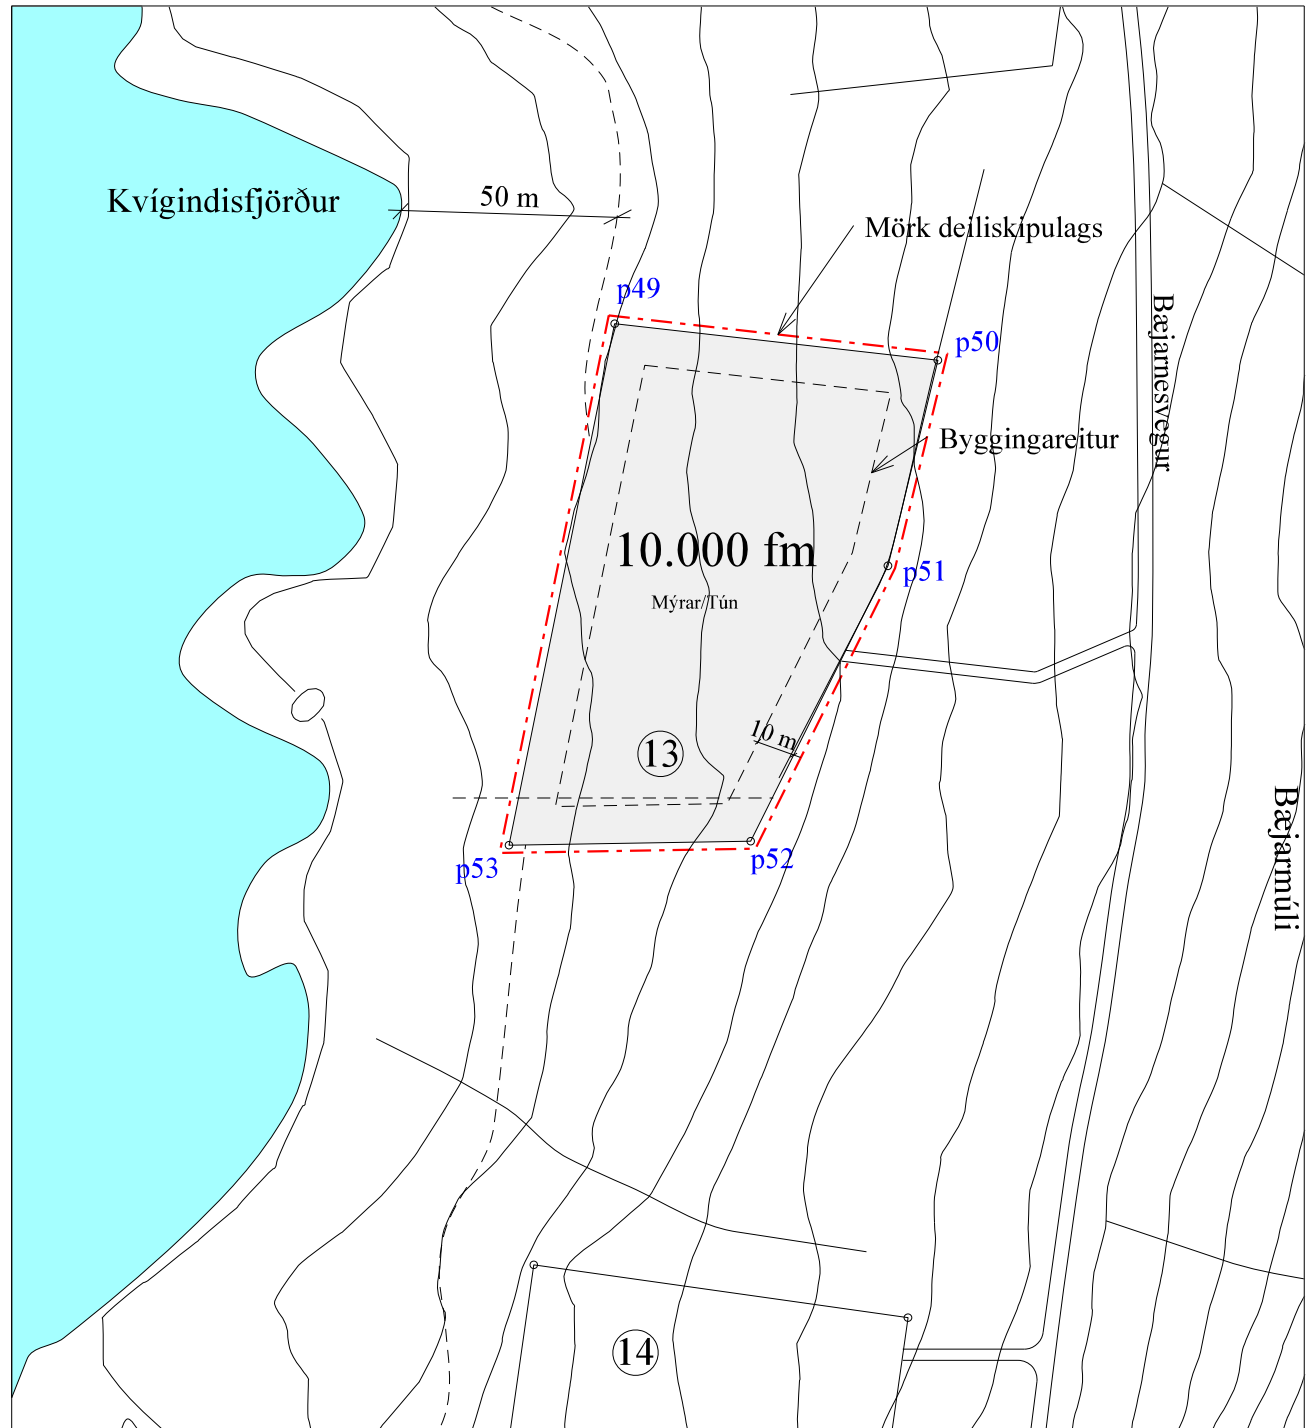 Kvígindisfjörður
50 m
Mörk deiliskipulags
p49
p50
Bæjarnesvegur
Byggingareitur
10.000 fm
p51
Mýrar/Tún
10 m
13
Bæjarmúli
p53
p52
14